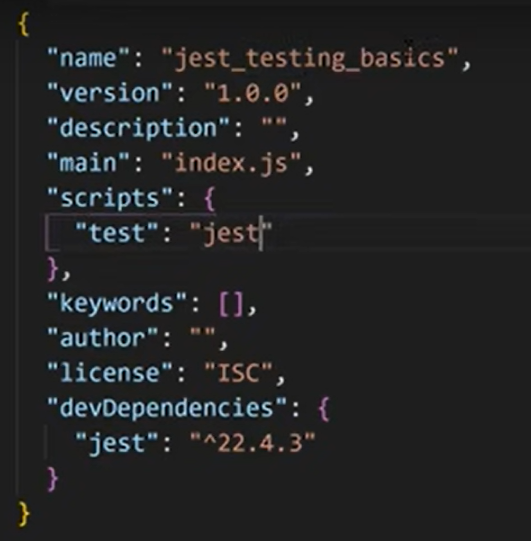 {
"name": "jest_testing_basics",
"version": "1.0.0",
"description": "",
"main": "index.js",
"scripts": {
"test": "jest"
},
"keywords": [],
"author": "",
"license": "ISC",
"devDependencies": {
"jest": "^22.4.3"
}
}